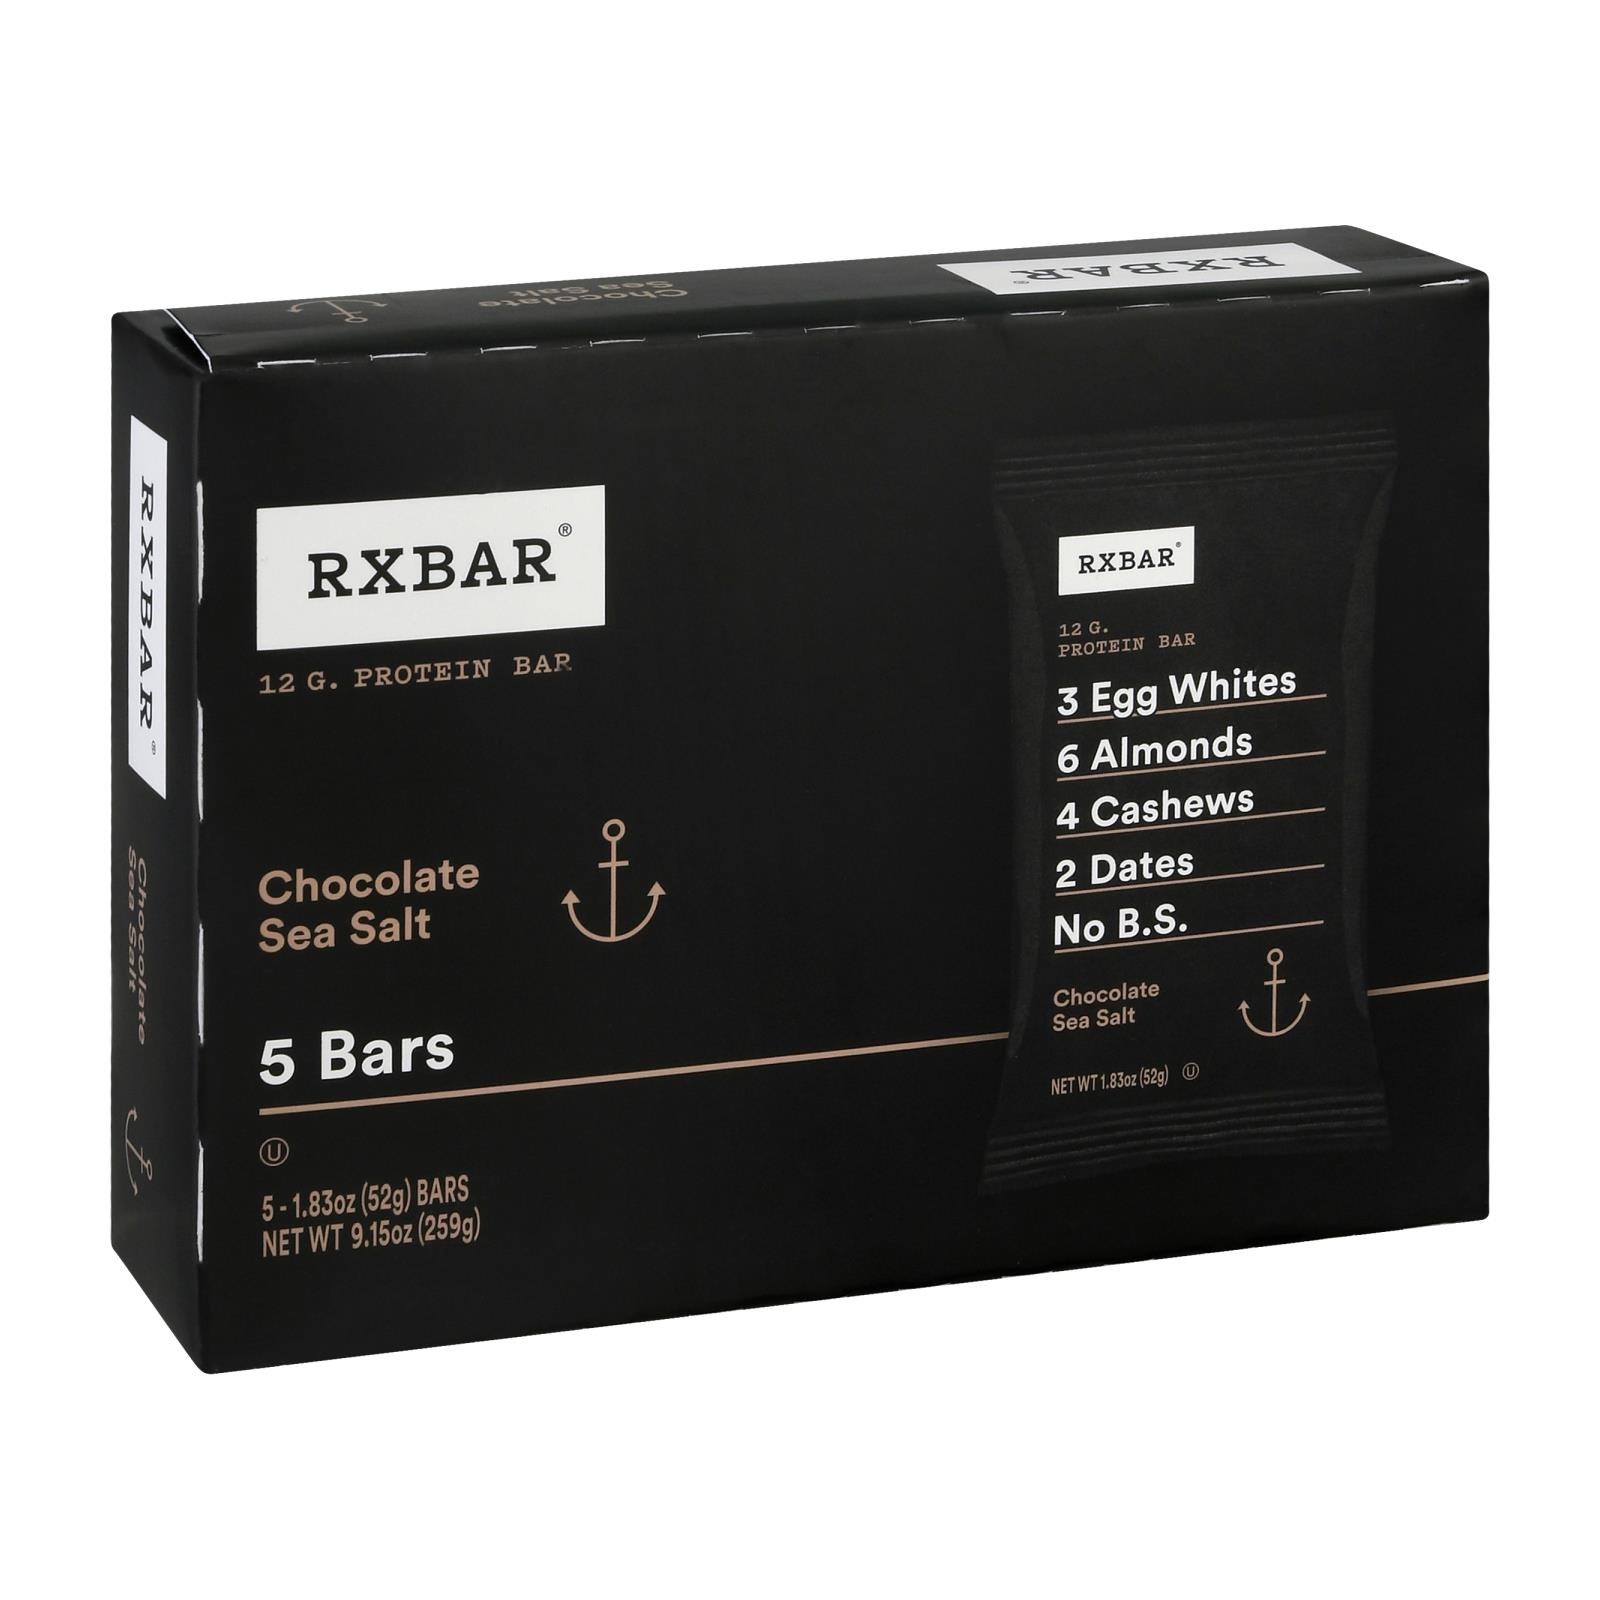 RXBAR®
Chocolate
Sea Salt
RXBAR®
Chocolate
Sea Salt
RXBAR®
12 G. PROTEIN BAR
Chocolate
Sea Salt
5 Bars
U
5 - 1.83oz (52g) BARS
NET WT 9.15oz (259g)
RXBAR®
12 G.
PROTEIN BAR
3 Egg Whites
6 Almonds
4 Cashews
2 Dates
No B.S.
Chocolate
Sea Salt
NET WT 1.83oz (52g) U